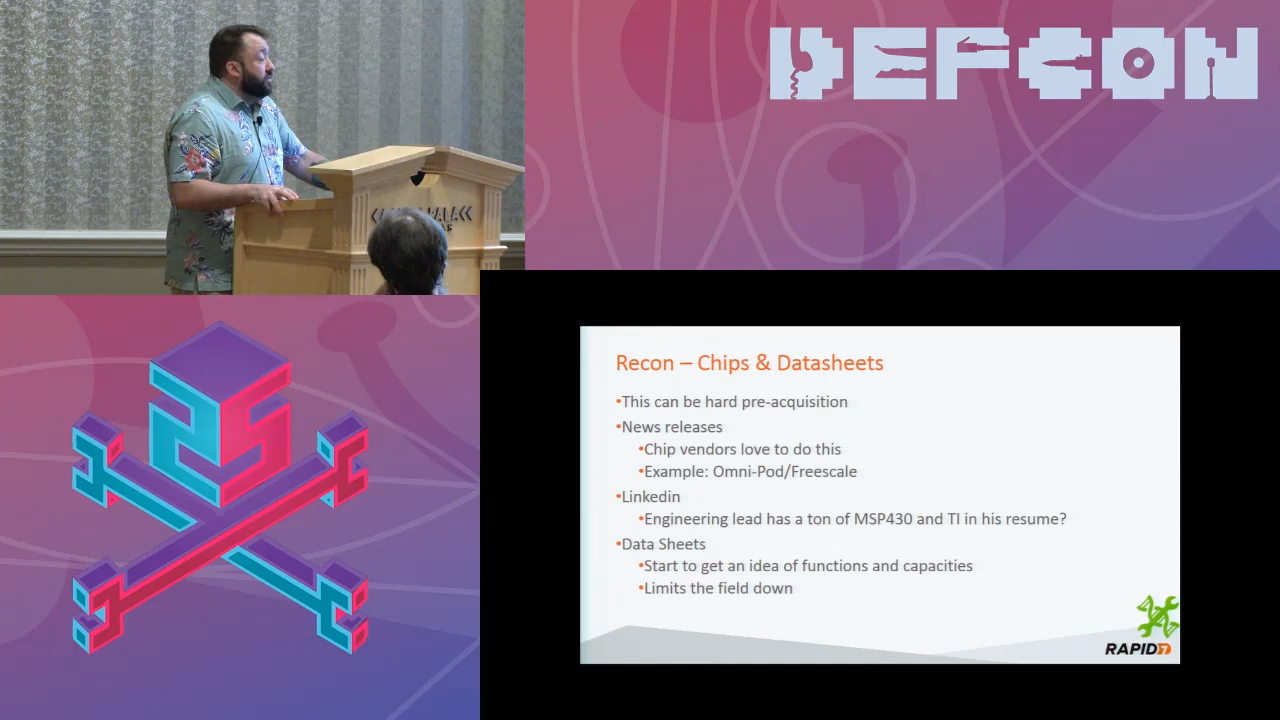 DEFCON
Recon – Chips & Datasheets
•This can be hard pre-acquisition
•News releases
•Chip vendors love to do this
•Example: Omni-Pod/Freescale
•Linkedin
•Engineering lead has a ton of MSP430 and TI in his resume?
•Data Sheets
•Start to get an idea of functions and capacities
•Limits the field down
RAPID7